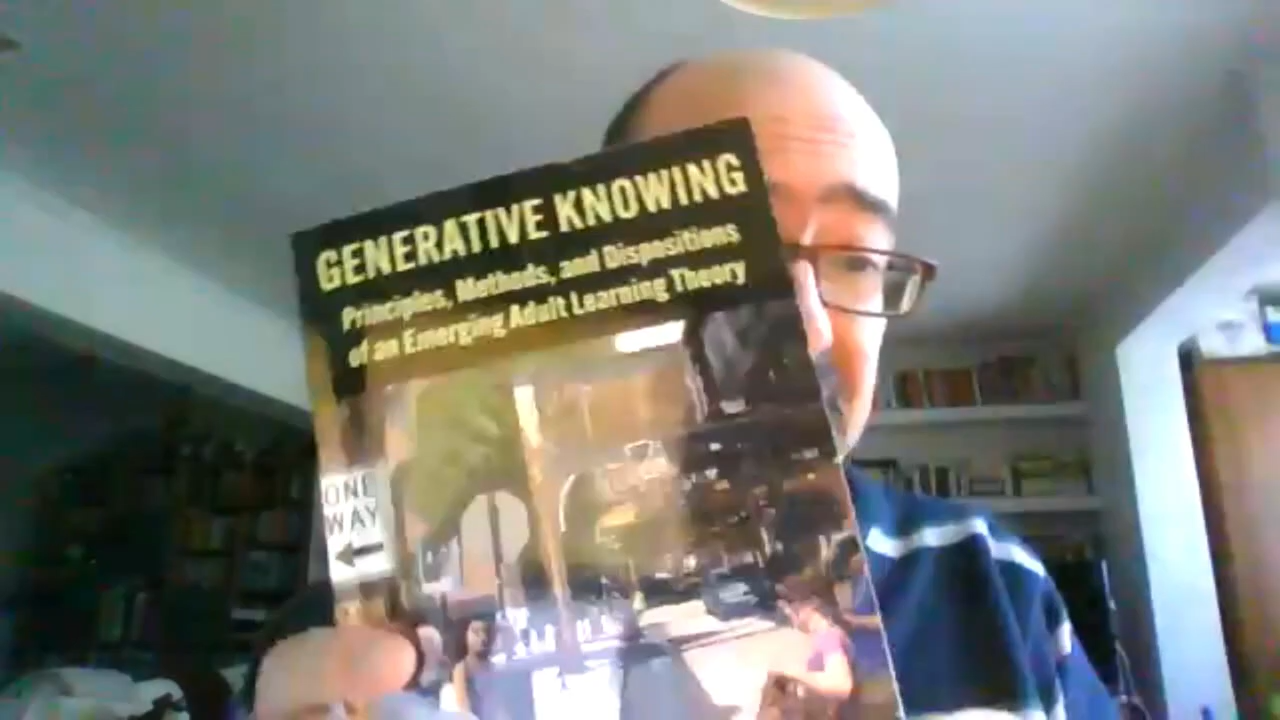 GENERATIVE KNOWING
Principles, Methods, and Dispositions
of an Emerging Adult Learning Theory
ONE
WAY